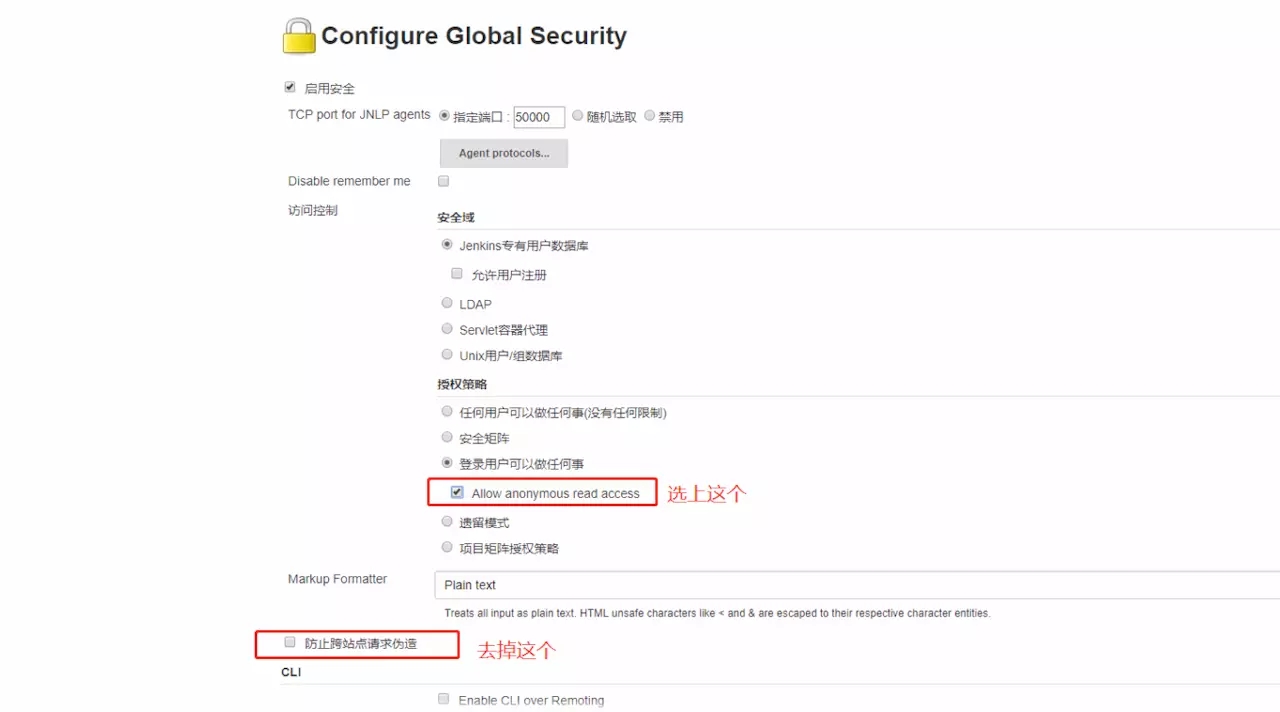 Configure Global Security
启用安全
TCP port for JNLP agents 指定端口 : 50000 随机选取 禁用
Agent protocols...
Disable remember me
访问控制
安全域
Jenkins专有用户数据库
允许用户注册
LDAP
Servlet容器代理
Unix用户/组数据库
授权策略
任何用户可以做任何事(没有任何限制)
安全矩阵
登录用户可以做任何事
Allow anonymous read access 选上这个
遗留模式
项目矩阵授权策略
Markup Formatter
Plain text
Treats all input as plain text. HTML unsafe characters like < and & are escaped to their respective character entities.
防止跨站点请求伪造 去掉这个
CLI
Enable CLI over Remoting